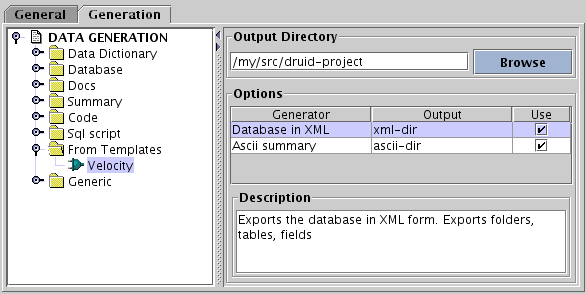 General Generation
DATA GENERATION
Data Dictionary
Database
Docs
Summary
Code
Sql script
From Templates
Velocity
Generic
Output Directory
/my/src/druid-project Browse
Options
Generator Output Use
Database in XML xml-dir
Ascii summary ascii-dir
Description
Exports the database in XML form. Exports folders,
tables, fields